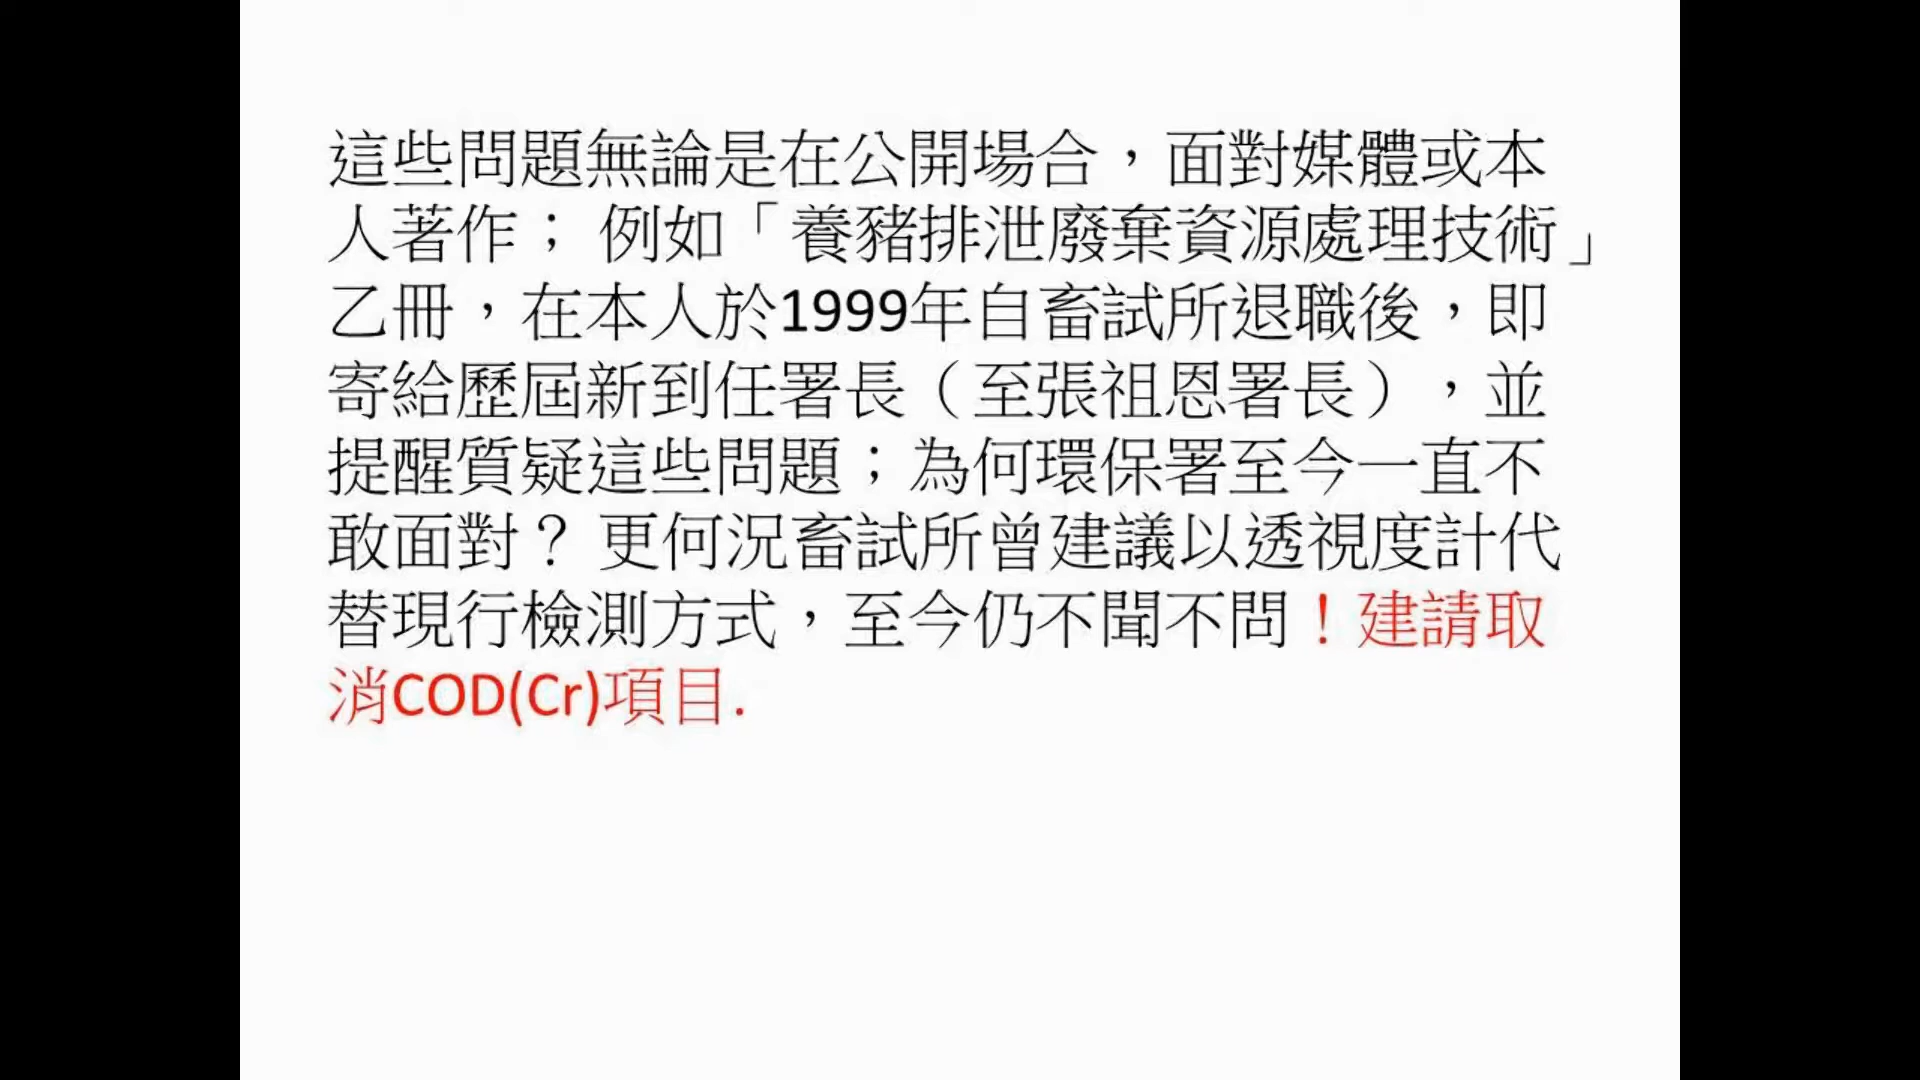 這些問題無論是在公開場合，面對媒體或本
人著作； 例如「養豬排泄廢棄資源處理技術」
乙冊，在本人於1999年自畜試所退職後，即
寄給歷屆新到任署長（至張祖恩署長），並
提醒質疑這些問題；為何環保署至今一直不
敢面對？ 更何況畜試所曾建議以透視度計代
替現行檢測方式，至今仍不聞不問！建請取
消COD(Cr)項目.